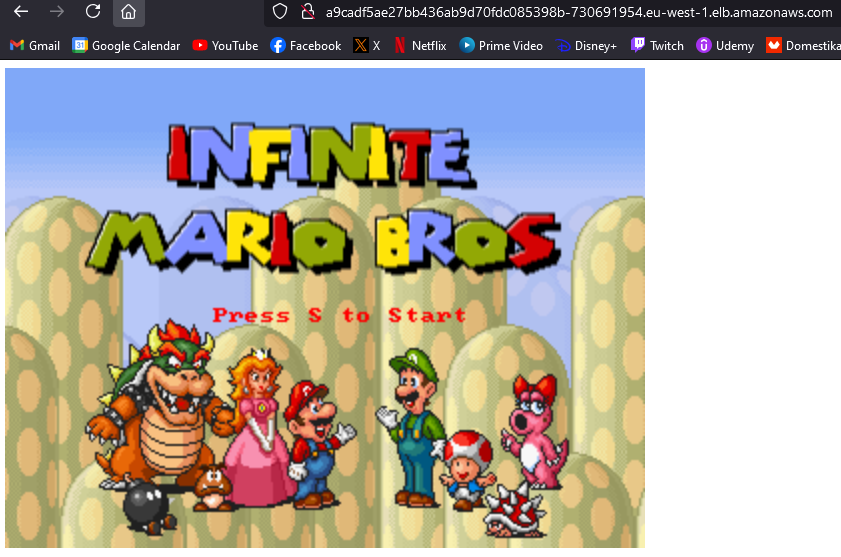 a9cadf5ae27bb436ab9d70fdc085398b-730691954.eu-west-1.elb.amazonaws.com
Gmail 31 Google Calendar YouTube Facebook X Netflix Prime Video Disney+ Twitch Udemy Domestika
INFINITE
MARIO BROS
Press S to Start